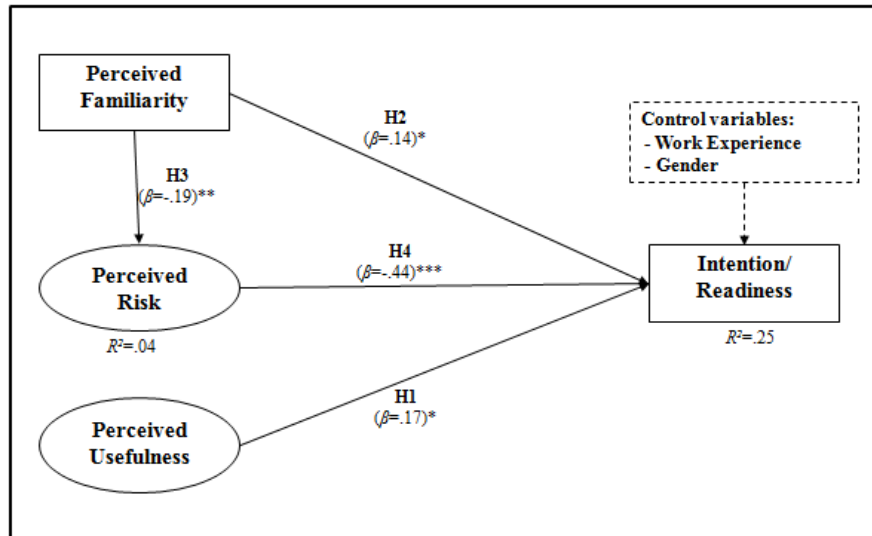 Perceived
Familiarity
H2
(β=.14)*
Control variables:
- Work Experience
- Gender
H3
(β=-.19)**
H4
(β=-.44)***
Perceived
Risk
Intention/
Readiness
R²=.04
R²=.25
H1
(β=.17)*
Perceived
Usefulness